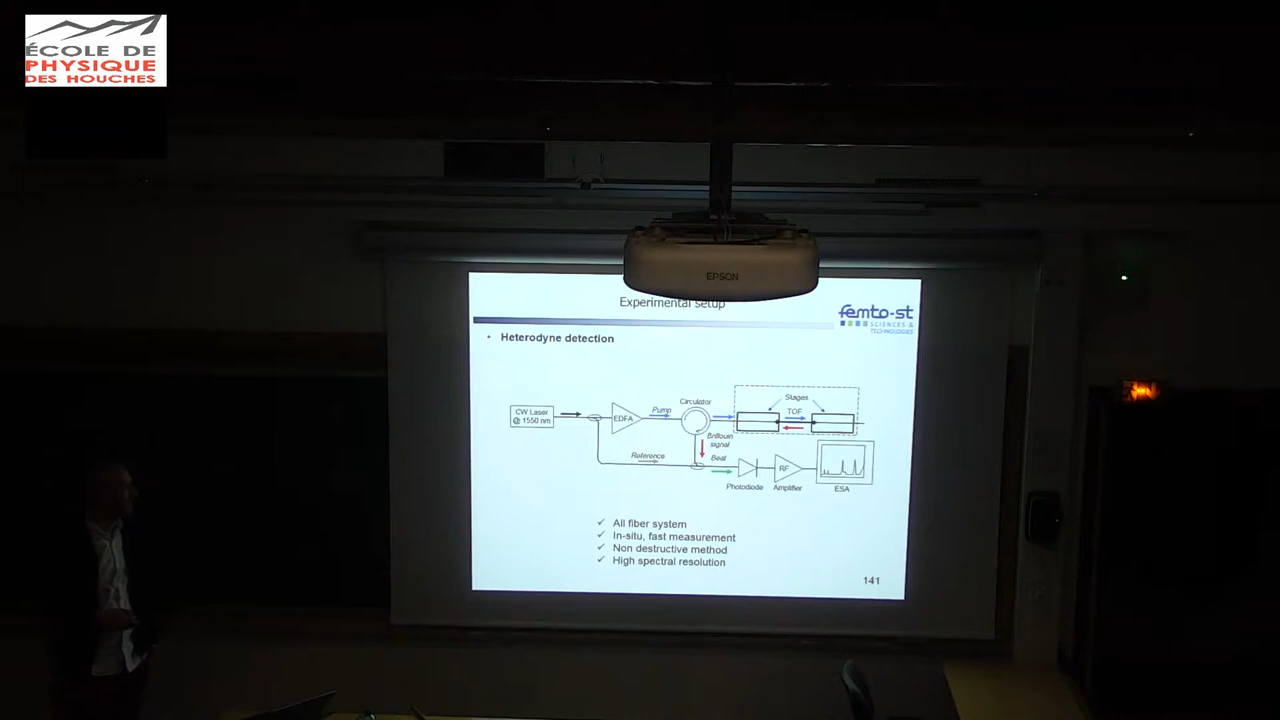 ÉCOLE DE
PHYSIQUE
DES HOUCHES
EPSON
Experimental setup
femto-st
SCIENCES &
TECHNOLOGIES
• Heterodyne detection
CW Laser
@ 1550 nm
EDFA
Pump
Circulator
Stages
TOF
Brillouin
signal
Reference
Beat
RF
Photodiode
Amplifier
ESA
✓ All fiber system
✓ In-situ, fast measurement
✓ Non destructive method
✓ High spectral resolution
141